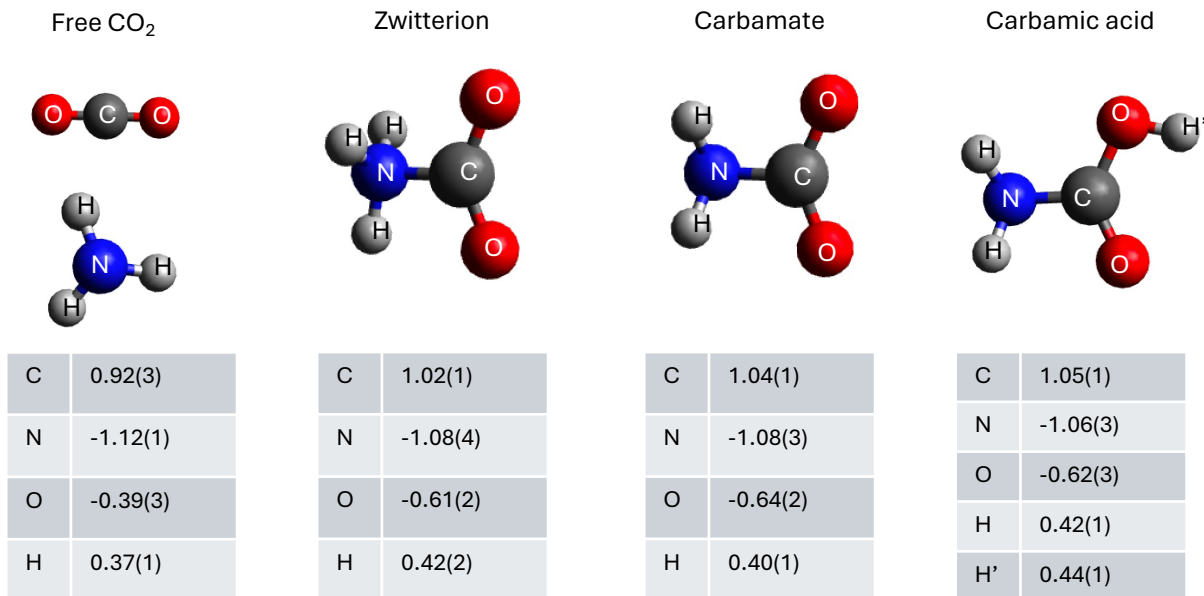 Free CO₂
Zwitterion
Carbamate
Carbamic acid
O C O
H
N H
H
H H
N C O
H O
H
N C O
H O
H
N C O H'
H O
C 0.92(3)
N -1.12(1)
O -0.39(3)
H 0.37(1)
C 1.02(1)
N -1.08(4)
O -0.61(2)
H 0.42(2)
C 1.04(1)
N -1.08(3)
O -0.64(2)
H 0.40(1)
C 1.05(1)
N -1.06(3)
O -0.62(3)
H 0.42(1)
H’ 0.44(1)